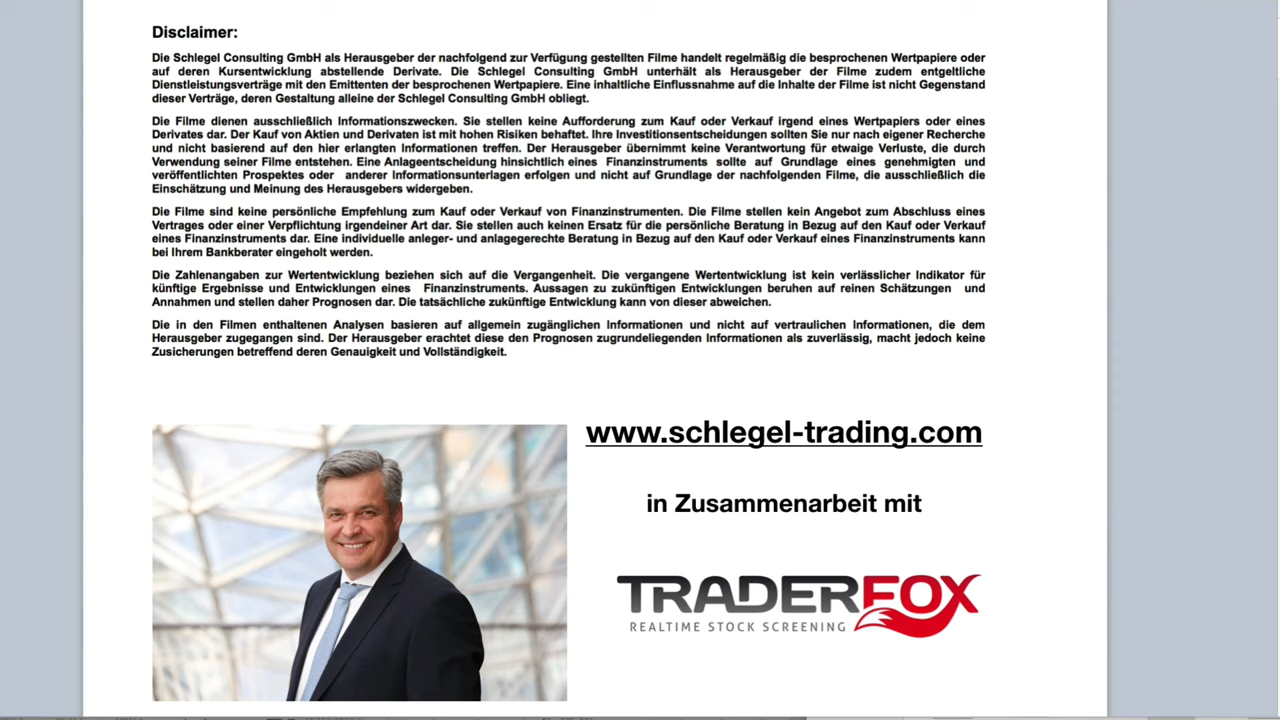 Disclaimer:
Die Schlegel Consulting GmbH als Herausgeber der nachfolgend zur Verfügung gestellten Filme handelt regelmäßig die besprochenen Wertpapiere oder
auf deren Kursentwicklung abstellende Derivate. Die Schlegel Consulting GmbH unterhält als Herausgeber der Filme zudem entgeltliche
Dienstleistungsverträge mit den Emittenten der besprochenen Wertpapiere. Eine inhaltliche Einflussnahme auf die Inhalte der Filme ist nicht Gegenstand
dieser Verträge, deren Gestaltung alleine der Schlegel Consulting GmbH obliegt.
Die Filme dienen ausschließlich Informationszwecken. Sie stellen keine Aufforderung zum Kauf oder Verkauf irgend eines Wertpapiers oder eines
Derivates dar. Der Kauf von Aktien und Derivaten ist mit hohen Risiken behaftet. Ihre Investitionsentscheidungen sollten Sie nur nach eigener Recherche
und nicht basierend auf den hier erlangten Informationen treffen. Der Herausgeber übernimmt keine Verantwortung für etwaige Verluste, die durch
Verwendung seiner Filme entstehen. Eine Anlageentscheidung hinsichtlich eines Finanzinstruments sollte auf Grundlage eines genehmigten und
veröffentlichten Prospektes oder anderer Informationsunterlagen erfolgen und nicht auf Grundlage der nachfolgenden Filme, die ausschließlich die
Einschätzung und Meinung des Herausgebers widergeben.
Die Filme sind keine persönliche Empfehlung zum Kauf oder Verkauf von Finanzinstrumenten. Die Filme stellen kein Angebot zum Abschluss eines
Vertrages oder einer Verpflichtung irgendeiner Art dar. Sie stellen auch keinen Ersatz für die persönliche Beratung in Bezug auf den Kauf oder Verkauf
eines Finanzinstruments dar. Eine individuelle anleger- und anlagegerechte Beratung in Bezug auf den Kauf oder Verkauf eines Finanzinstruments kann
bei Ihrem Bankberater eingeholt werden.
Die Zahlenangaben zur Wertentwicklung beziehen sich auf die Vergangenheit. Die vergangene Wertentwicklung ist kein verlässlicher Indikator für
künftige Ergebnisse und Entwicklungen eines Finanzinstruments. Aussagen zu zukünftigen Entwicklungen beruhen auf reinen Schätzungen und
Annahmen und stellen daher Prognosen dar. Die tatsächliche zukünftige Entwicklung kann von dieser abweichen.
Die in den Filmen enthaltenen Analysen basieren auf allgemein zugänglichen Informationen und nicht auf vertraulichen Informationen, die dem
Herausgeber zugegangen sind. Der Herausgeber erachtet diese den Prognosen zugrundeliegenden Informationen als zuverlässig, macht jedoch keine
Zusicherungen betreffend deren Genauigkeit und Vollständigkeit.
www.schlegel-trading.com
in Zusammenarbeit mit
TRADERFOX
REALTIME STOCK SCREENING